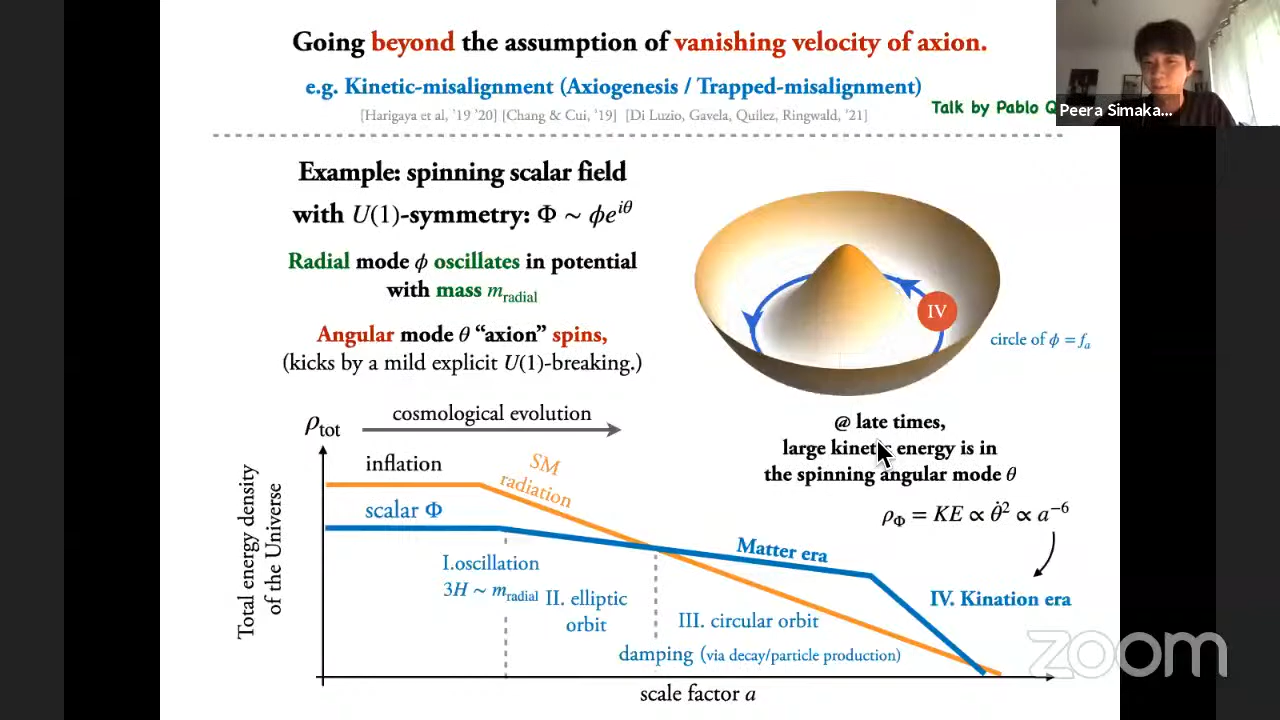 Going beyond the assumption of vanishing velocity of axion.
e.g. Kinetic-misalignment (Axiogenesis / Trapped-misalignment)
[Harigaya et al, '19 '20] [Chang & Cui, '19] [Di Luzio, Gavela, Quilez, Ringwald, '21]
Talk by Pablo Q
Peera Simaka...
Example: spinning scalar field
with U(1)-symmetry: Φ ~ ϕe^{iθ}
Radial mode ϕ oscillates in potential
with mass m_radial
Angular mode θ “axion” spins,
(kicks by a mild explicit U(1)-breaking.)
IV
circle of ϕ = f_a
@ late times,
large kinetic energy is in
the spinning angular mode θ
ρ_Φ = KE ∝ θ̇² ∝ a⁻⁶
IV. Kination era
ρ_tot
cosmological evolution
Total energy density
of the Universe
inflation
SM
radiation
scalar Φ
Matter era
I.oscillation
3H ~ m_radial
II. elliptic
orbit
III. circular orbit
damping (via decay/particle production)
scale factor a
zoom